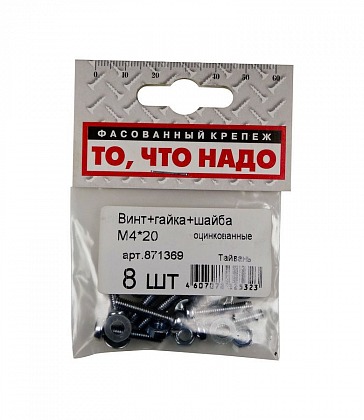 0 10 20 30 40 50 60
ФАСОВАННЫЙ КРЕПЕЖ
ТО, ЧТО НАДО
Винт+гайка+шайба
М4*20 оцинкованные
арт.871369 Тайвань
8 шт